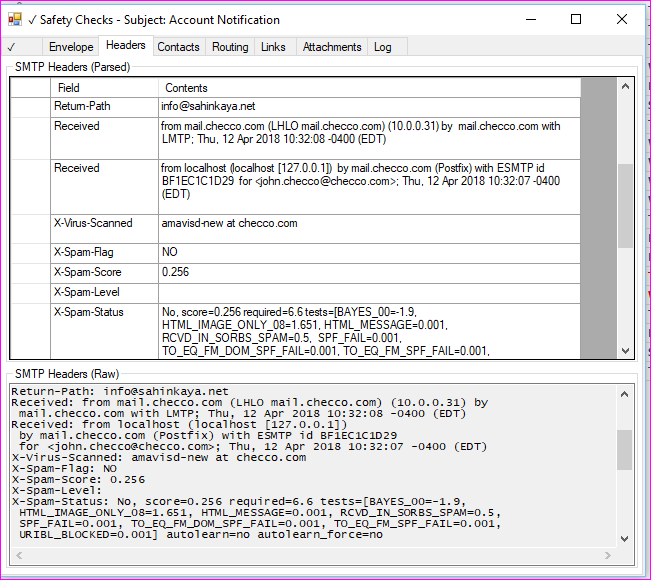 ✓ Safety Checks - Subject: Account Notification
✓ Envelope Headers Contacts Routing Links Attachments Log
SMTP Headers (Parsed)
Field Contents
Return-Path info@sahinkaya.net
Received from mail.checco.com (LHLO mail.checco.com) (10.0.0.31) by mail.checco.com with
LMTP; Thu, 12 Apr 2018 10:32:08 -0400 (EDT)
Received from localhost (localhost [127.0.0.1]) by mail.checco.com (Postfix) with ESMTP id
BF1EC1C1D29 for <john.checco@checco.com>; Thu, 12 Apr 2018 10:32:07 -0400
(EDT)
X-Virus-Scanned amavisd-new at checco.com
X-Spam-Flag NO
X-Spam-Score 0.256
X-Spam-Level
X-Spam-Status No, score=0.256 required=6.6 tests=[BAYES_00=-1.9,
HTML_IMAGE_ONLY_08=1.651, HTML_MESSAGE=0.001,
RCVD_IN_SORBS_SPAM=0.5, SPF_FAIL=0.001,
TO_EQ_FM_DOM_SPF_FAIL=0.001, TO_EQ_FM_SPF_FAIL=0.001,
SMTP Headers (Raw)
Return-Path: info@sahinkaya.net
Received: from mail.checco.com (LHLO mail.checco.com) (10.0.0.31) by
mail.checco.com with LMTP; Thu, 12 Apr 2018 10:32:08 -0400 (EDT)
Received: from localhost (localhost [127.0.0.1])
by mail.checco.com (Postfix) with ESMTP id BF1EC1C1D29
for <john.checco@checco.com>; Thu, 12 Apr 2018 10:32:07 -0400 (EDT)
X-Virus-Scanned: amavisd-new at checco.com
X-Spam-Flag: NO
X-Spam-Score: 0.256
X-Spam-Level:
X-Spam-Status: No, score=0.256 required=6.6 tests=[BAYES_00=-1.9,
HTML_IMAGE_ONLY_08=1.651, HTML_MESSAGE=0.001, RCVD_IN_SORBS_SPAM=0.5,
SPF_FAIL=0.001, TO_EQ_FM_DOM_SPF_FAIL=0.001, TO_EQ_FM_SPF_FAIL=0.001,
URIBL_BLOCKED=0.001] autolearn=no autolearn_force=no